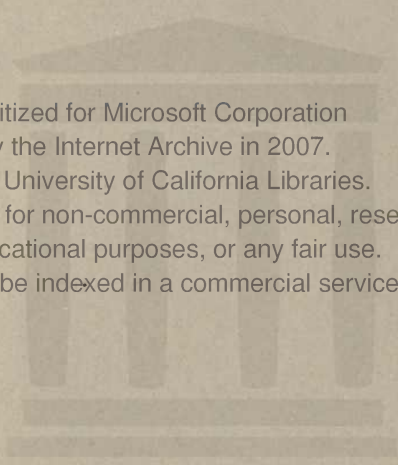 itized for Microsoft Corporation
the Internet Archive in 2007.
University of California Libraries.
for non-commercial, personal, rese
cational purposes, or any fair use.
be indexed in a commercial service